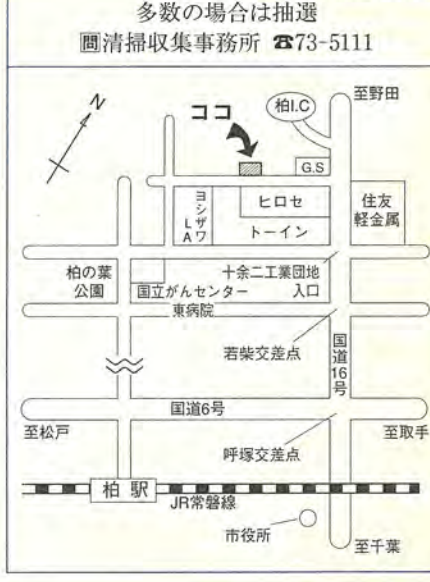 多数の場合は抽選
問清掃収集事務所 ☎73-5111
N
ココ
柏I.C
至野田
G.S
ヨシザワ
LA
ヒロセ
トーイン
住友
軽金属
柏の葉
公園
国立がんセンター
東病院
十余二工業団地
入口
若柴交差点
国道16号
国道6号
至松戸
至取手
呼塚交差点
柏駅
JR常磐線
市役所
至千葉